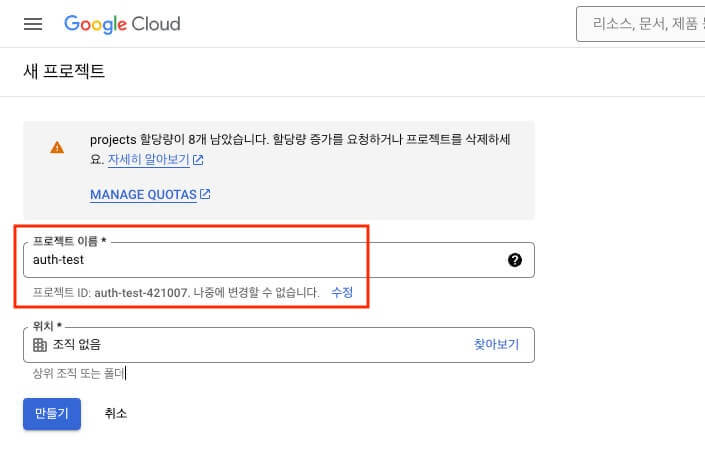 Google Cloud
리소스, 문서, 제품
새 프로젝트
projects 할당량이 8개 남았습니다. 할당량 증가를 요청하거나 프로젝트를 삭제하세
요. 자세히 알아보기
MANAGE QUOTAS
프로젝트 이름 *
auth-test
프로젝트 ID: auth-test-421007. 나중에 변경할 수 없습니다. 수정
위치 *
조직 없음 찾아보기
상위 조직 또는 폴더
만들기 취소